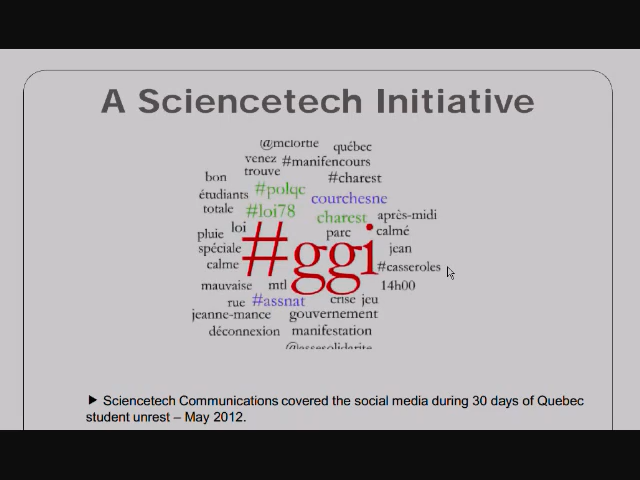 A Sciencetech Initiative
@mclortie québec
venez #manifencours
trouve
bon #charest
étudiants #polqc courchesne
totale #loi78 charest après-midi
pluie loi parc calmé
spéciale #ggi jean
calme #casseroles
mauvaise mtl 14h00
rue #assnat crise jeu
jeanne-mance gouvernement
déconnexion manifestation
@assesolidarite
► Sciencetech Communications covered the social media during 30 days of Quebec
student unrest – May 2012.